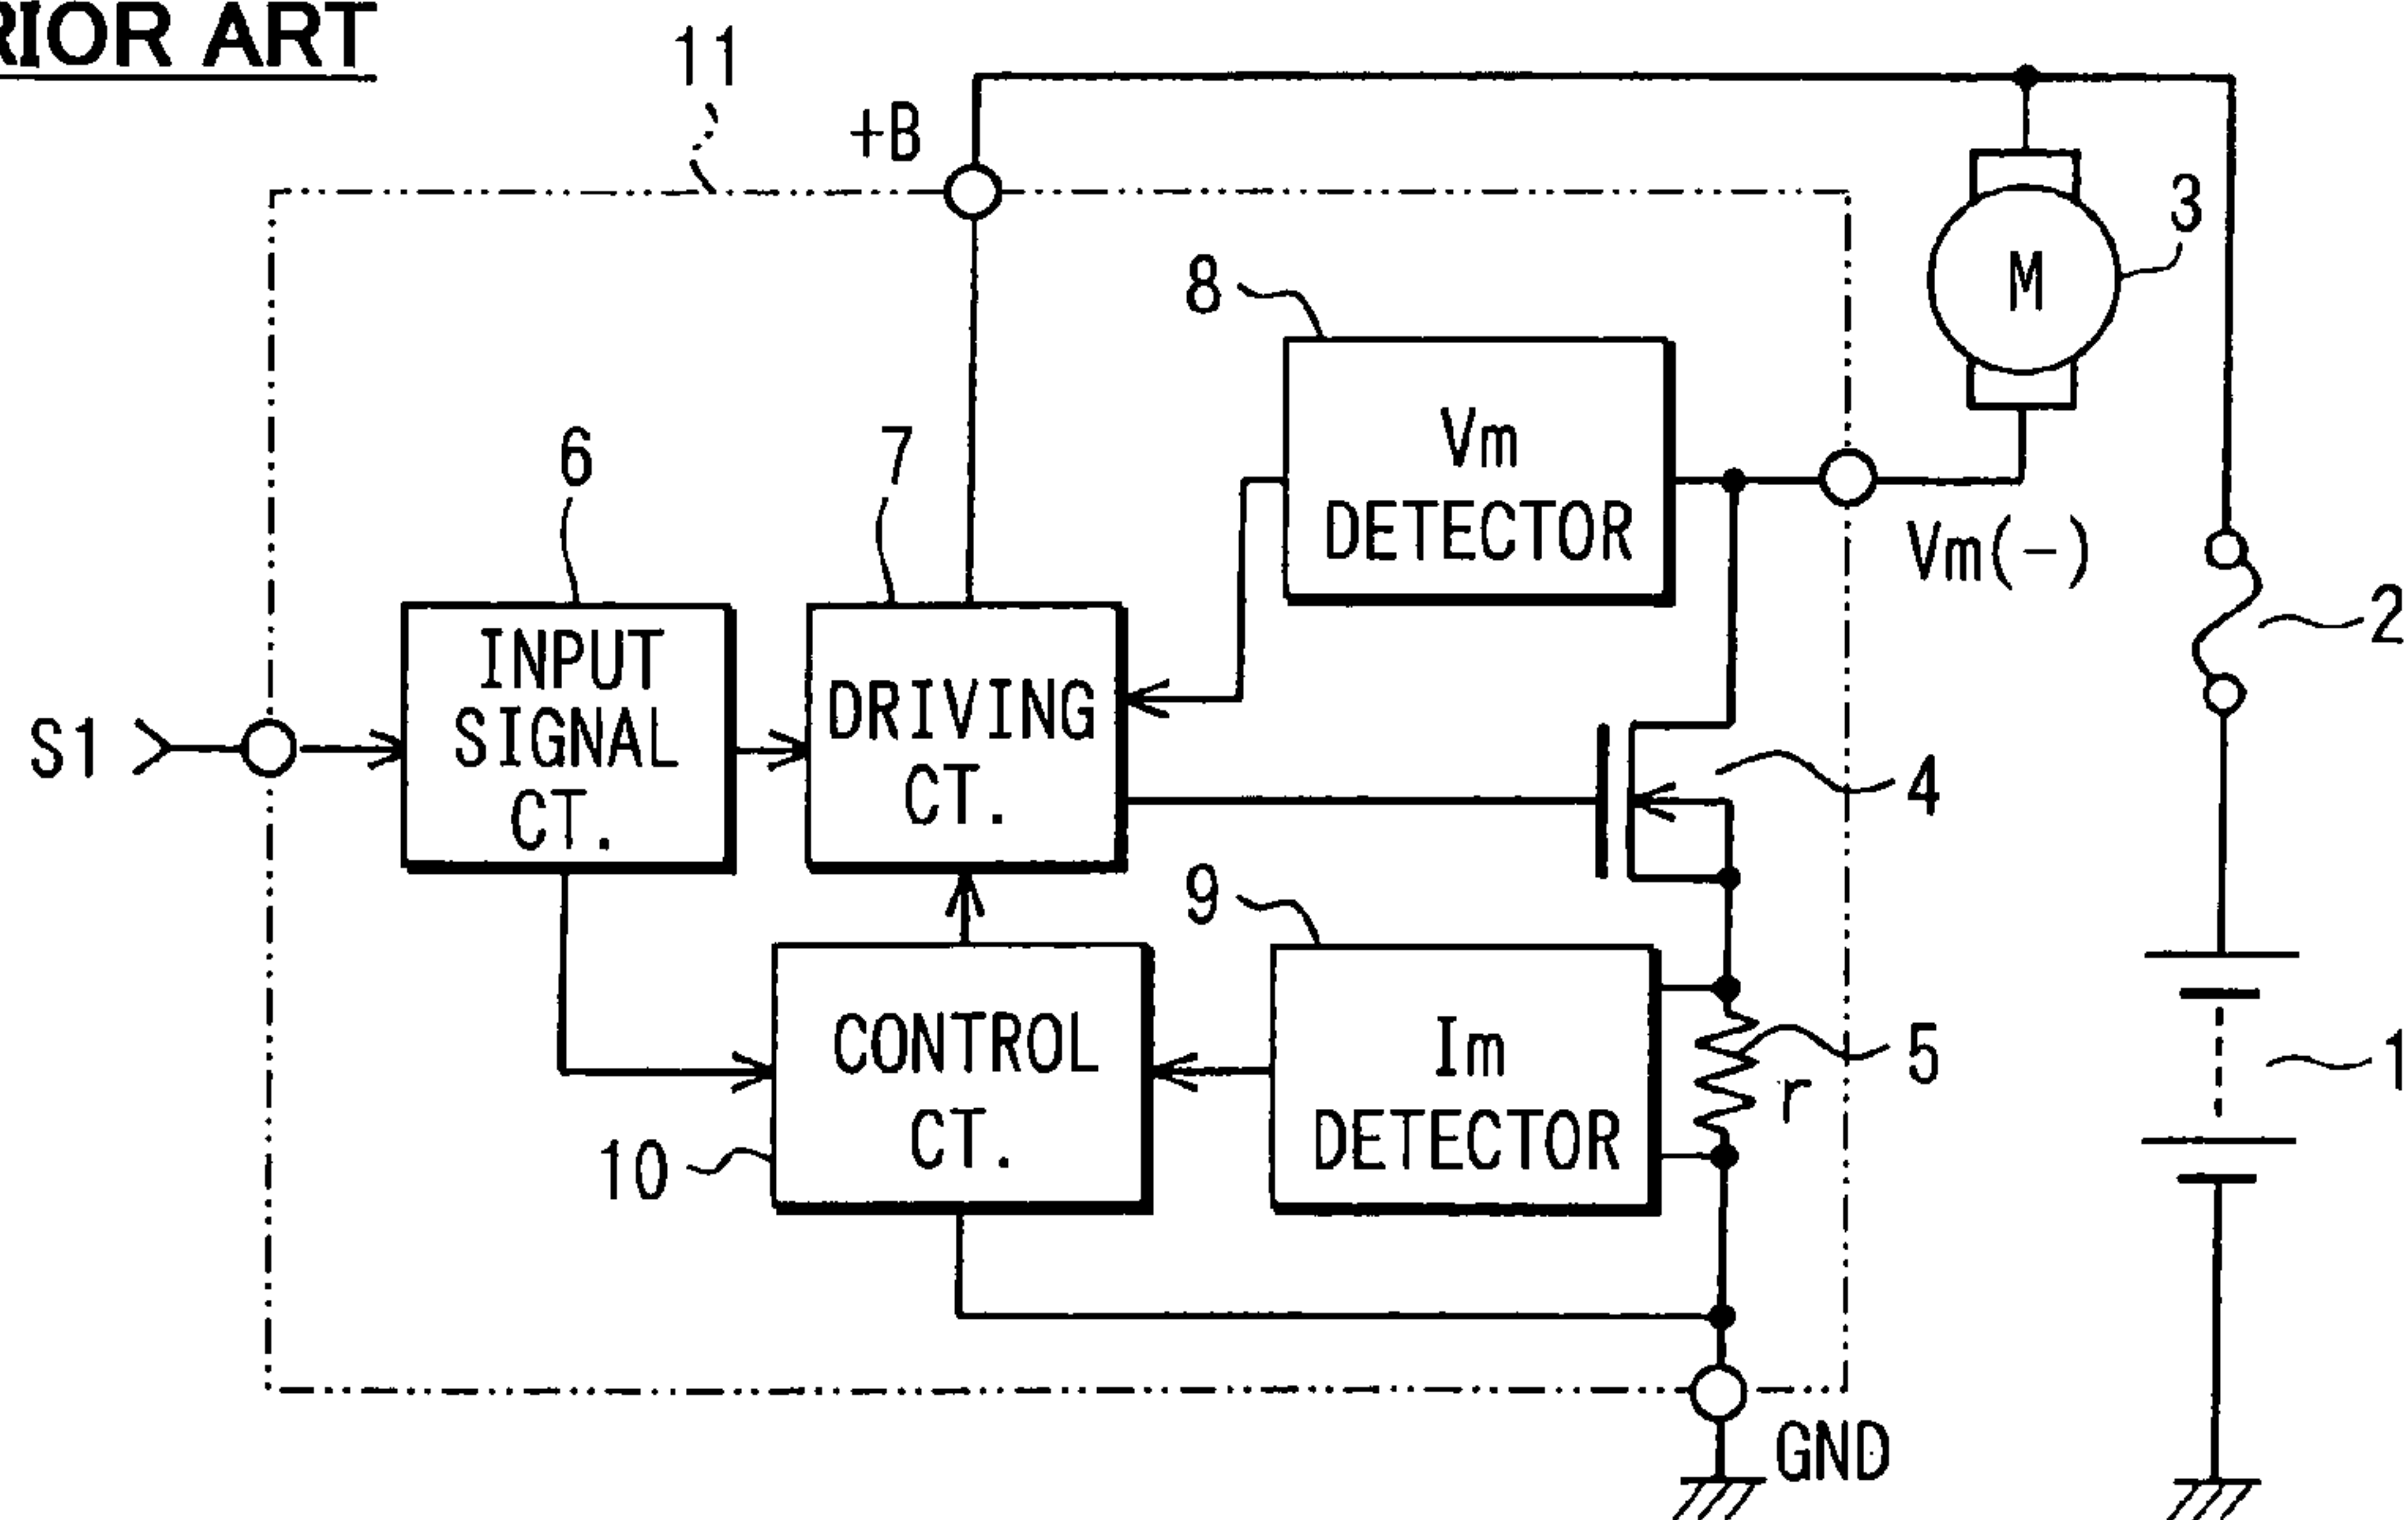 RIOR ART
11
+B
3
8
M
Vm
DETECTOR
6
7
Vm(-)
2
INPUT
SIGNAL
CT.
DRIVING
CT.
S1
4
9
CONTROL
CT.
Im
DETECTOR
5
r
1
10
GND